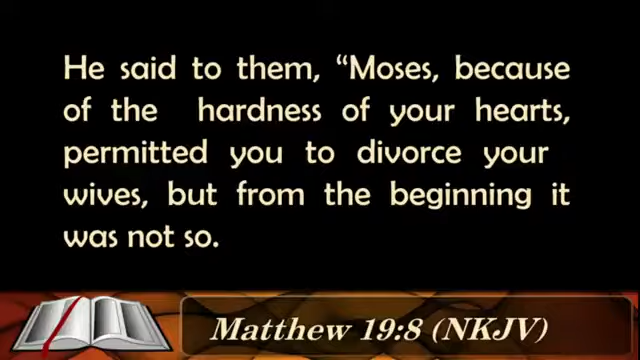 He said to them, “Moses, because
of the hardness of your hearts,
permitted you to divorce your
wives, but from the beginning it
was not so.
Matthew 19:8 (NKJV)